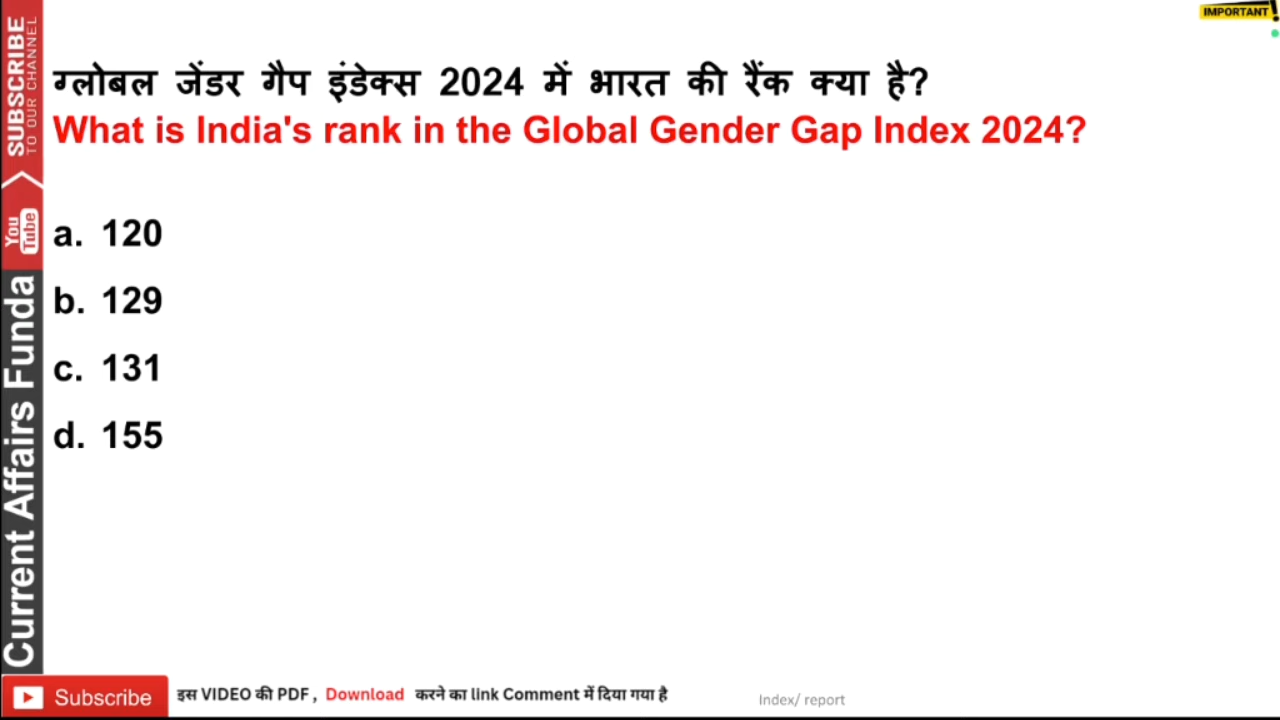 IMPORTANT!
ग्लोबल जेंडर गैप इंडेक्स 2024 में भारत की रैंक क्या है?
What is India's rank in the Global Gender Gap Index 2024?
a. 120
b. 129
c. 131
d. 155
SUBSCRIBE
TO OUR CHANNEL
You
Tube
Current Affairs Funda
Subscribe
इस VIDEO की PDF , Download करने का link Comment में दिया गया है
Index/ report